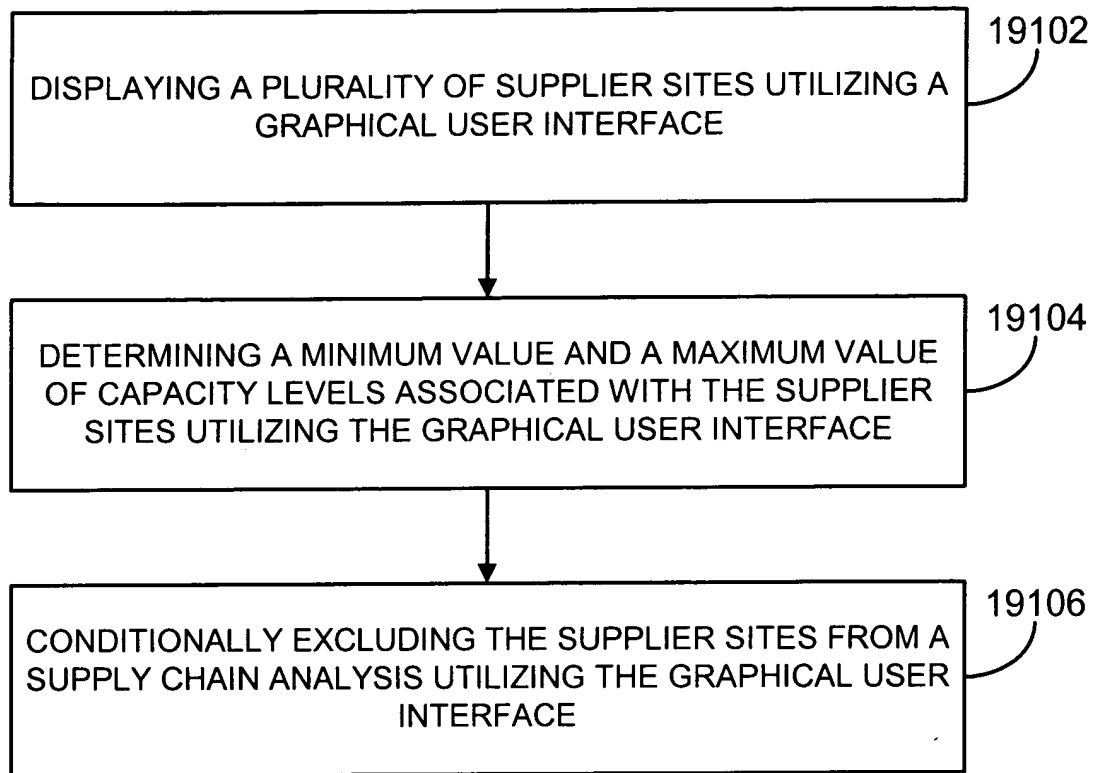 19102
DISPLAYING A PLURALITY OF SUPPLIER SITES UTILIZING A
GRAPHICAL USER INTERFACE
19104
DETERMINING A MINIMUM VALUE AND A MAXIMUM VALUE
OF CAPACITY LEVELS ASSOCIATED WITH THE SUPPLIER
SITES UTILIZING THE GRAPHICAL USER INTERFACE
19106
CONDITIONALLY EXCLUDING THE SUPPLIER SITES FROM A
SUPPLY CHAIN ANALYSIS UTILIZING THE GRAPHICAL USER
INTERFACE